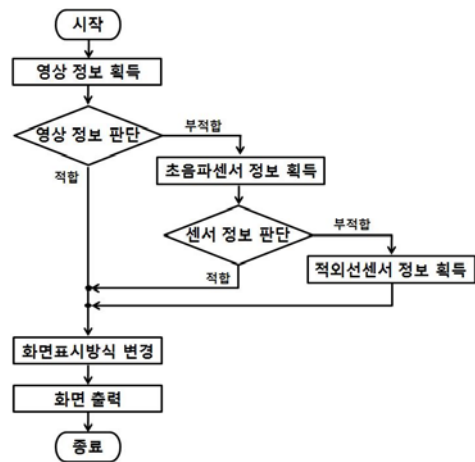 시작
영상 정보 획득
영상 정보 판단
부적합
적합
초음파센서 정보 획득
센서 정보 판단
부적합
적합
적외선센서 정보 획득
화면표시방식 변경
화면 출력
종료